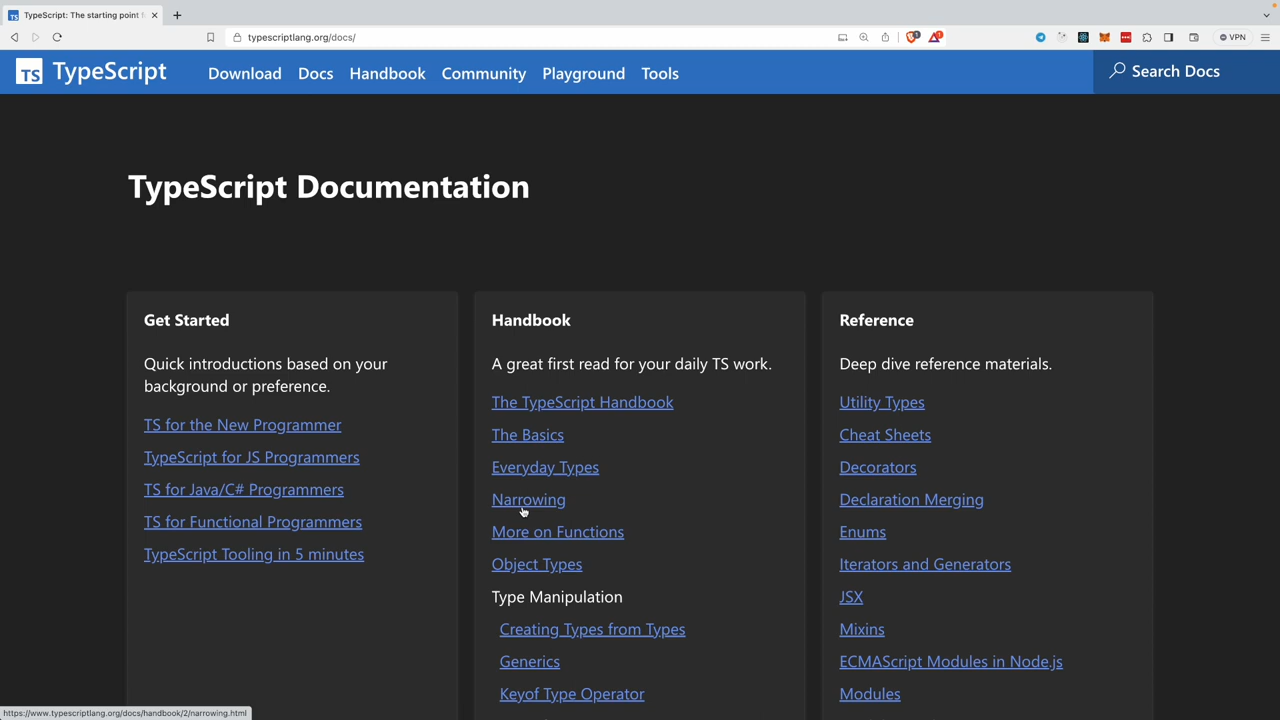 TypeScript: The starting point f
typescriptlang.org/docs/
VPN
TS TypeScript
Download Docs Handbook Community Playground Tools
Search Docs
TypeScript Documentation
Get Started
Quick introductions based on your
background or preference.
TS for the New Programmer
TypeScript for JS Programmers
TS for Java/C# Programmers
TS for Functional Programmers
TypeScript Tooling in 5 minutes
Handbook
A great first read for your daily TS work.
The TypeScript Handbook
The Basics
Everyday Types
Narrowing
More on Functions
Object Types
Type Manipulation
Creating Types from Types
Generics
Keyof Type Operator
Reference
Deep dive reference materials.
Utility Types
Cheat Sheets
Decorators
Declaration Merging
Enums
Iterators and Generators
JSX
Mixins
ECMAScript Modules in Node.js
Modules
https://www.typescriptlang.org/docs/handbook/2/narrowing.html